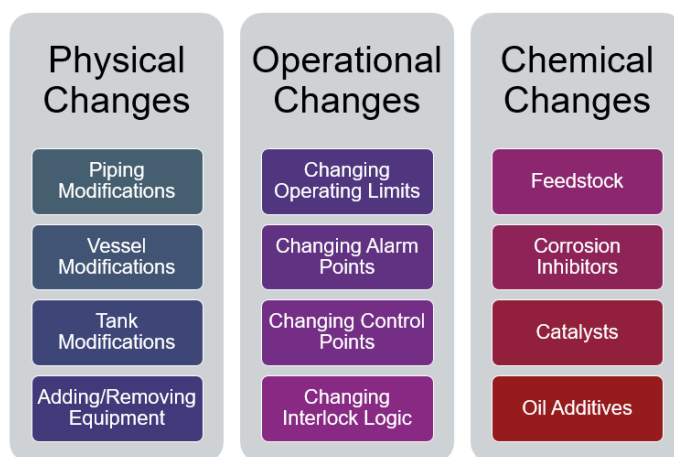 Physical
Changes
Piping
Modifications
Vessel
Modifications
Tank
Modifications
Adding/Removing
Equipment
Operational
Changes
Changing
Operating Limits
Changing Alarm
Points
Changing Control
Points
Changing
Interlock Logic
Chemical
Changes
Feedstock
Corrosion
Inhibitors
Catalysts
Oil Additives